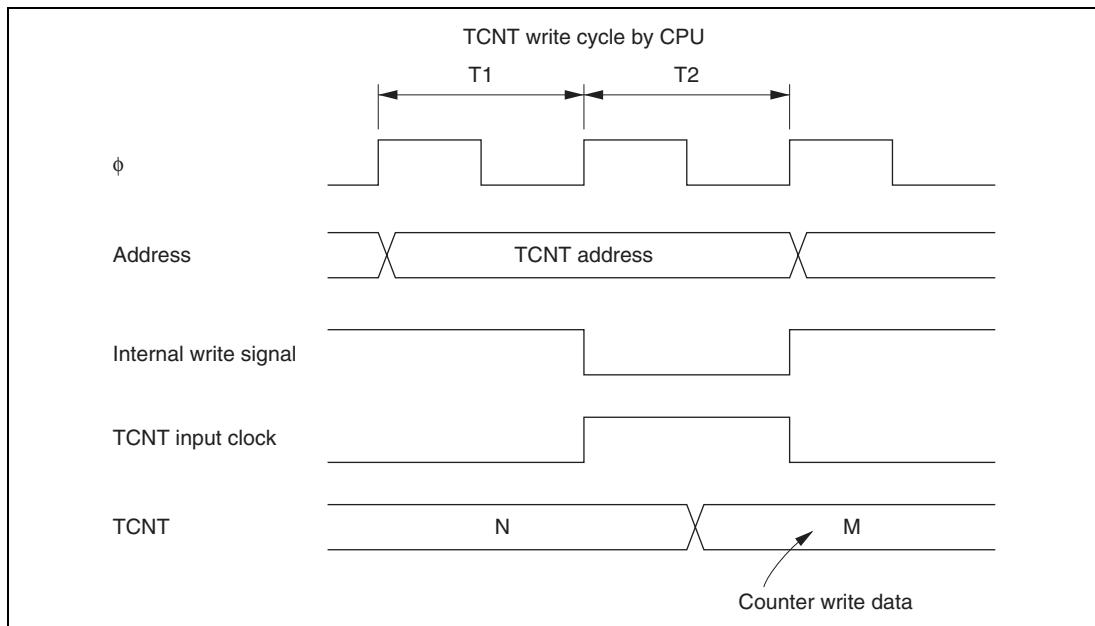 TCNT write cycle by CPU
T1
T2
ϕ
Address
TCNT address
Internal write signal
TCNT input clock
TCNT
N
M
Counter write data